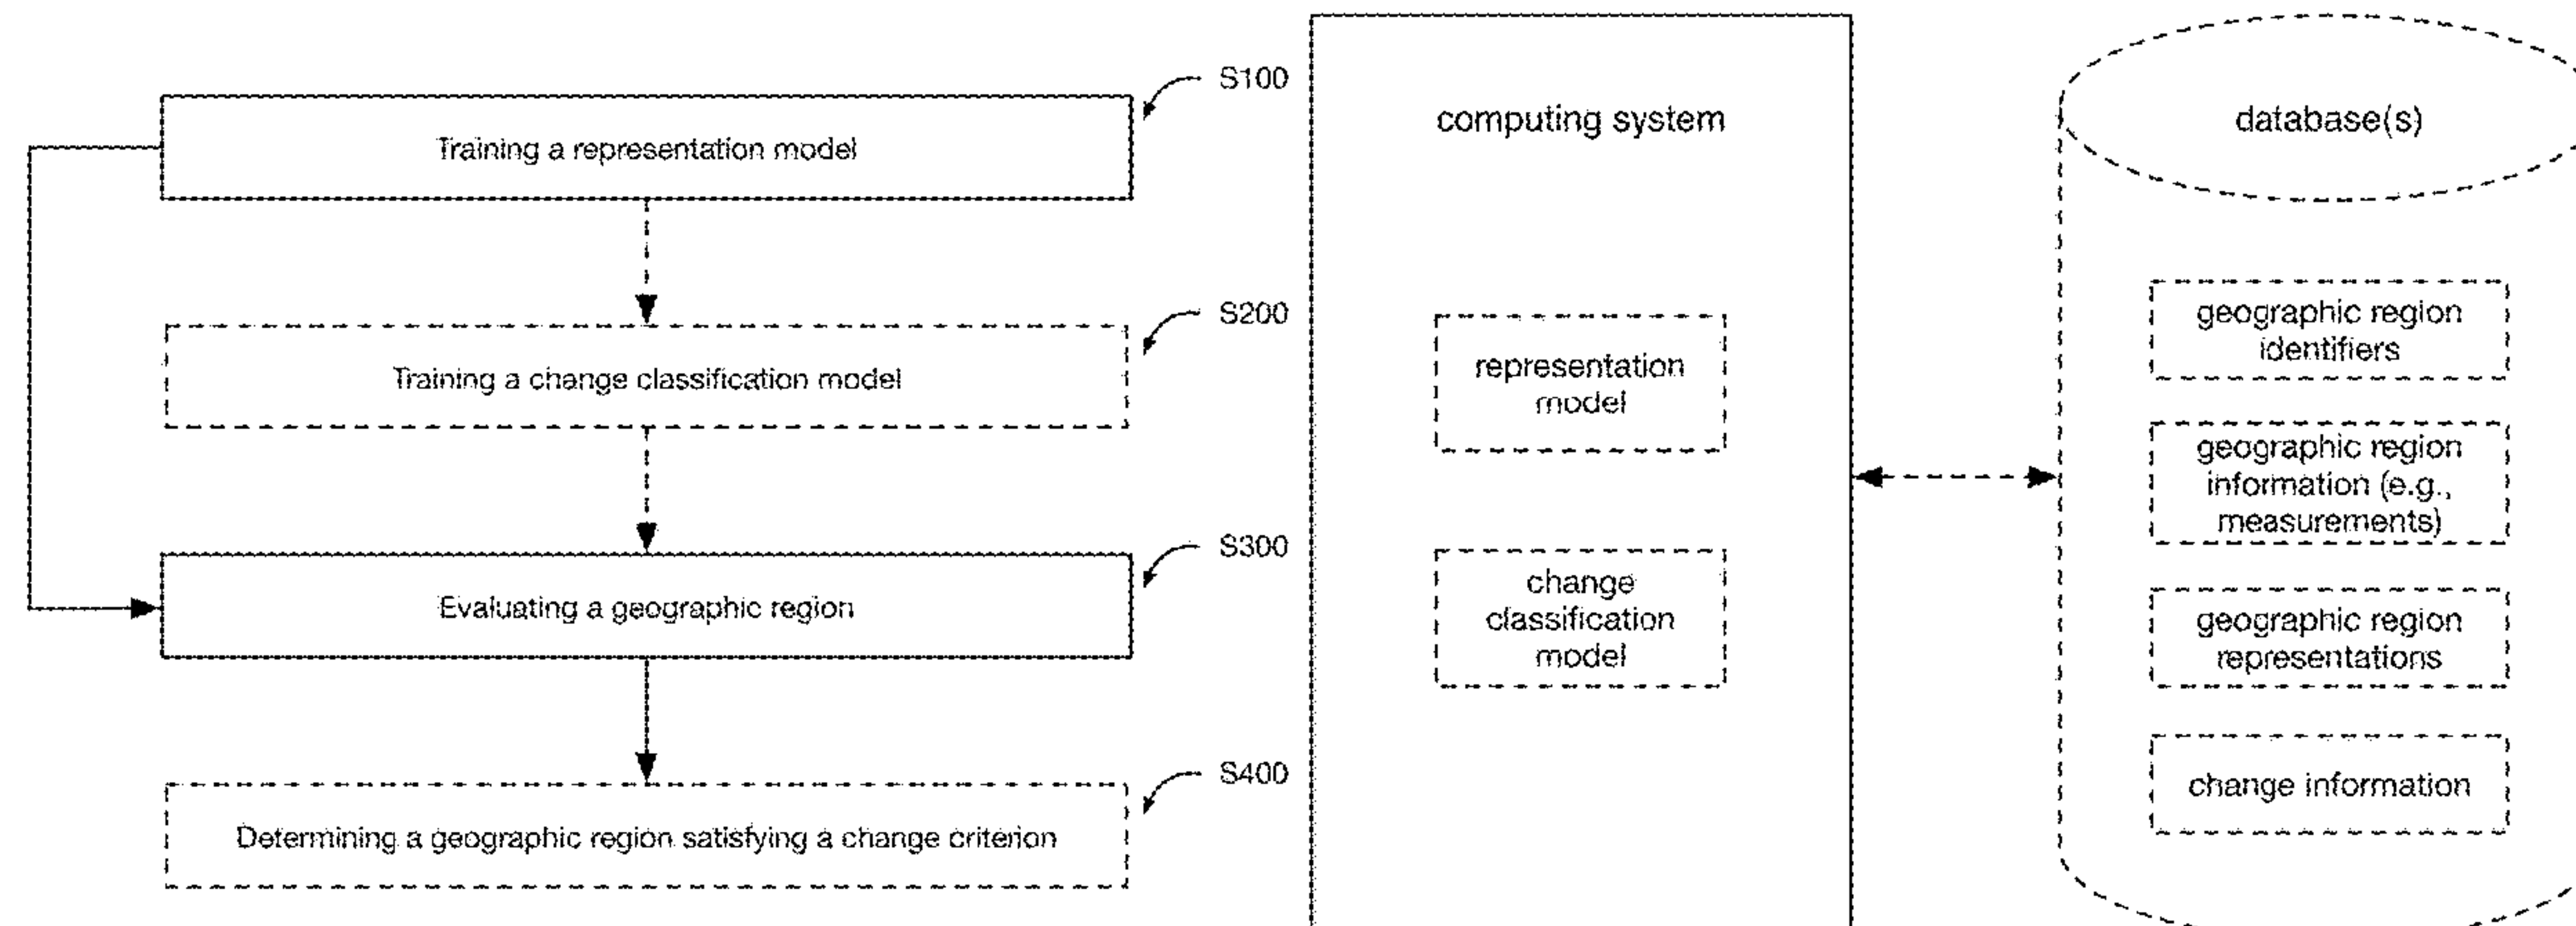 S100
Training a representation model
S200
Training a change classification model
S300
Evaluating a geographic region
S400
Determining a geographic region satisfying a change criterion
computing system
representation
model
change
classification
model
database(s)
geographic region
identifiers
geographic region
information (e.g.,
measurements)
geographic region
representations
change information